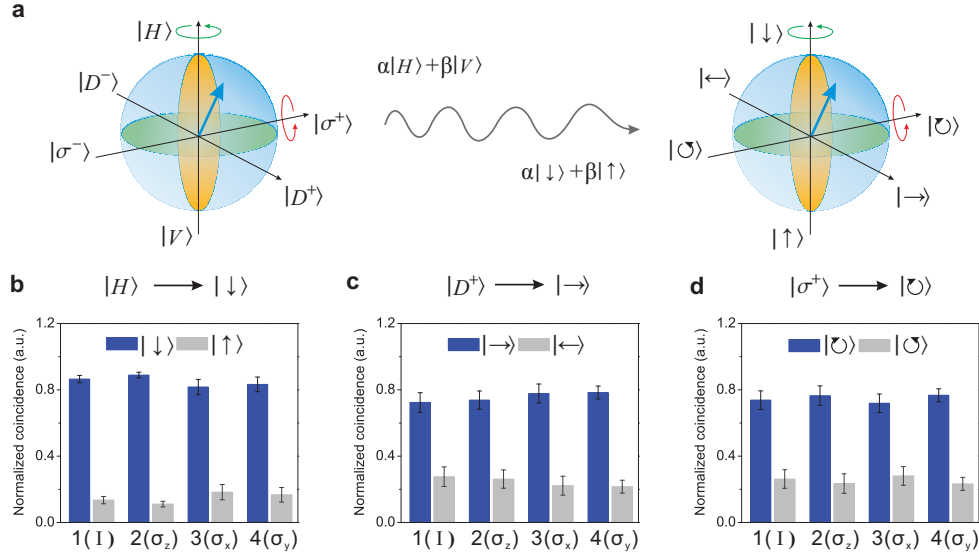 a
|H⟩
|↓⟩
|D⁻⟩
α|H⟩+β|V⟩
|←⟩
|σ⁺⟩
|↻⟩
|σ⁻⟩
|↺⟩
α|↓⟩+β|↑⟩
|D⁺⟩
|→⟩
|V⟩
|↑⟩
b
|H⟩ ⟶ |↓⟩
Normalized coincidence (a.u.)
1.2
|↓⟩ |↑⟩
0.8
0.4
0.0
1(I) 2(σz) 3(σx) 4(σy)
c
|D⁺⟩ ⟶ |→⟩
Normalized coincidence (a.u.)
1.2
|→⟩ |←⟩
0.8
0.4
0.0
1(I) 2(σz) 3(σx) 4(σy)
d
|σ⁺⟩ ⟶ |↻⟩
Normalized coincidence (a.u.)
1.2
|↻⟩ |↺⟩
0.8
0.4
0.0
1(I) 2(σz) 3(σx) 4(σy)